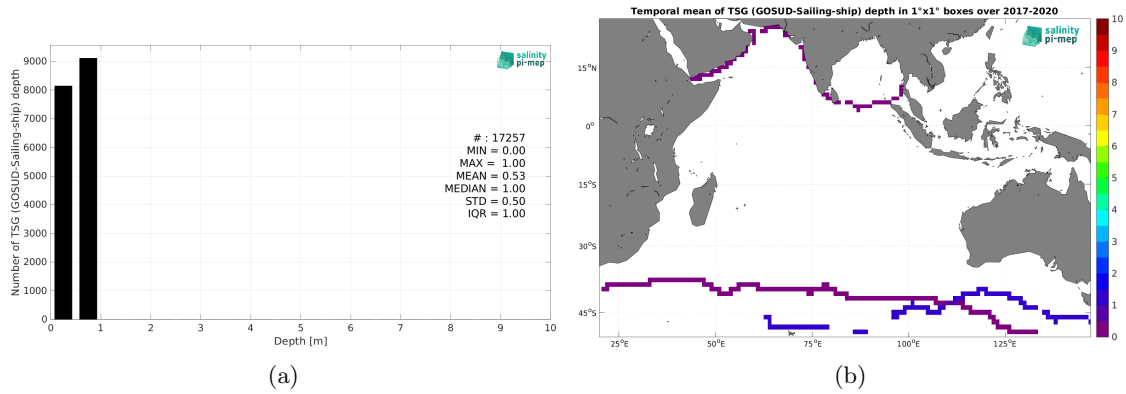 Temporal mean of TSG (GOSUD-Sailing-ship) depth in 1°x1° boxes over 2017-2020
salinity
pi-mep
Number of TSG (GOSUD-Sailing-ship) depth
9000
8000
7000
6000
5000
4000
3000
2000
1000
0
# : 17257
MIN = 0.00
MAX = 1.00
MEAN = 0.53
MEDIAN = 1.00
STD = 0.50
IQR = 1.00
0 1 2 3 4 5 6 7 8 9 10
Depth [m]
(a)
salinity
pi-mep
15°N
0°
15°S
30°S
45°S
25°E 50°E 75°E 100°E 125°E
10
9
8
7
6
5
4
3
2
1
0
(b)